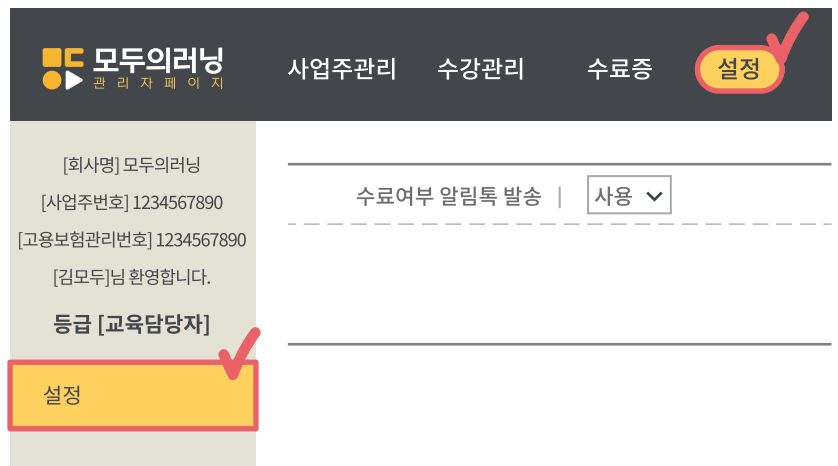 모두의러닝
관리자페이지
사업주관리 수강관리 수료증 설정
[회사명] 모두의러닝
[사업주번호] 1234567890
[고용보험관리번호] 1234567890
[김모두]님 환영합니다.
등급 [교육담당자]
설정
수료여부 알림톡 발송 | 사용